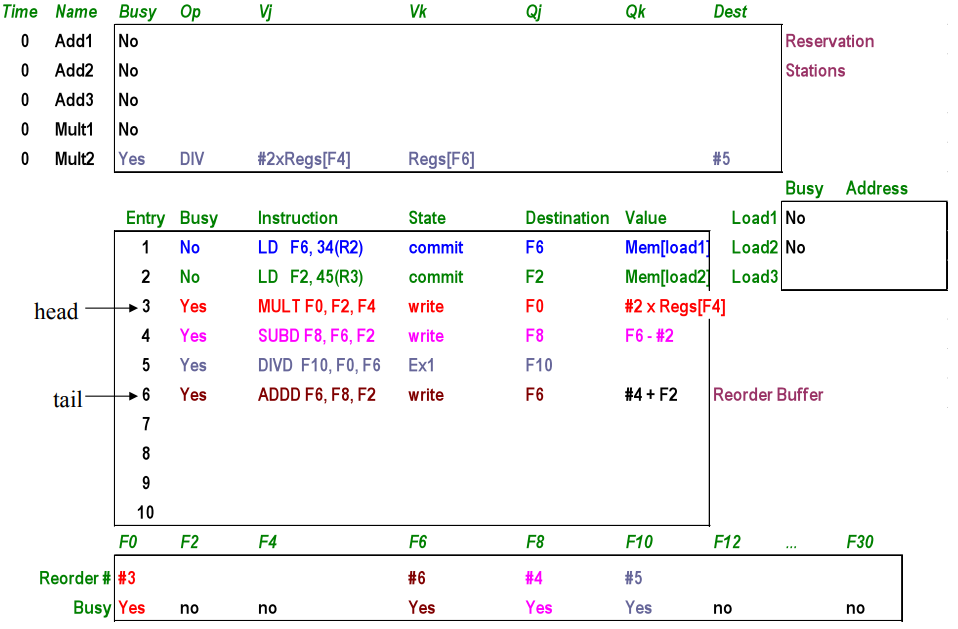 Time Name Busy Op Vj Vk Qj Qk Dest
0 Add1 No Reservation
0 Add2 No Stations
0 Add3 No
0 Mult1 No
0 Mult2 Yes DIV #2xRegs[F4] Regs[F6] #5
Busy Address
Entry Busy Instruction State Destination Value Load1 No
1 No LD F6, 34(R2) commit F6 Mem[load1] Load2 No
2 No LD F2, 45(R3) commit F2 Mem[load2] Load3
head 3 Yes MULT F0, F2, F4 write F0 #2 x Regs[F4]
4 Yes SUBD F8, F6, F2 write F8 F6 - #2
5 Yes DIVD F10, F0, F6 Ex1 F10
tail 6 Yes ADDD F6, F8, F2 write F6 #4 + F2 Reorder Buffer
7
8
9
10
F0 F2 F4 F6 F8 F10 F12 ... F30
Reorder # #3 #6 #4 #5
Busy Yes no no Yes Yes Yes no no